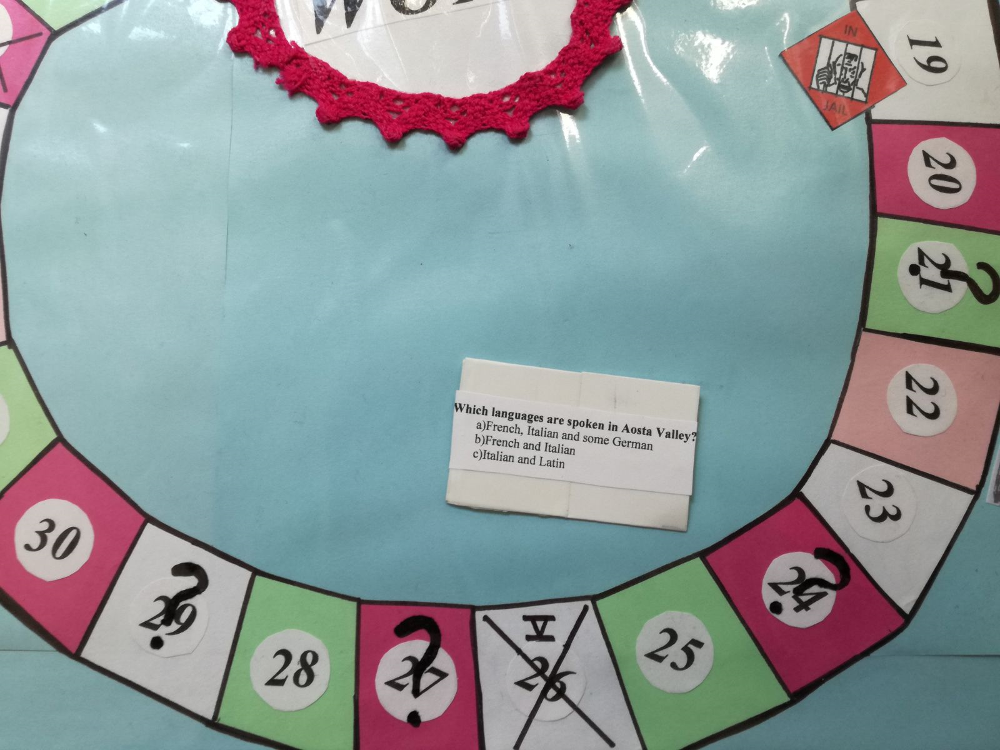 IN
JAIL
19
20
21
?
22
Which languages are spoken in Aosta Valley?
a)French, Italian and some German
b)French and Italian
c)Italian and Latin
23
24
?
25
V
26
27
?
28
29
?
30